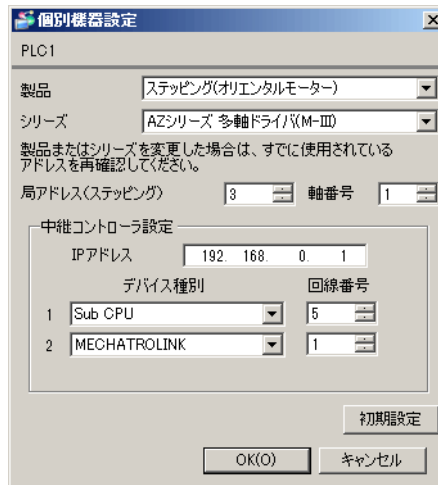 個別機器設定
PLC1
製品 ステッピング(オリエンタルモーター)
シリーズ AZシリーズ 多軸ドライバ(M-Ⅲ)
製品またはシリーズを変更した場合は、すでに使用されている
アドレスを再確認してください。
局アドレス(ステッピング) 3 軸番号 1
中継コントローラ設定
IPアドレス 192. 168. 0. 1
デバイス種別 回線番号
1 Sub CPU 5
2 MECHATROLINK 1
初期設定
OK(O) キャンセル